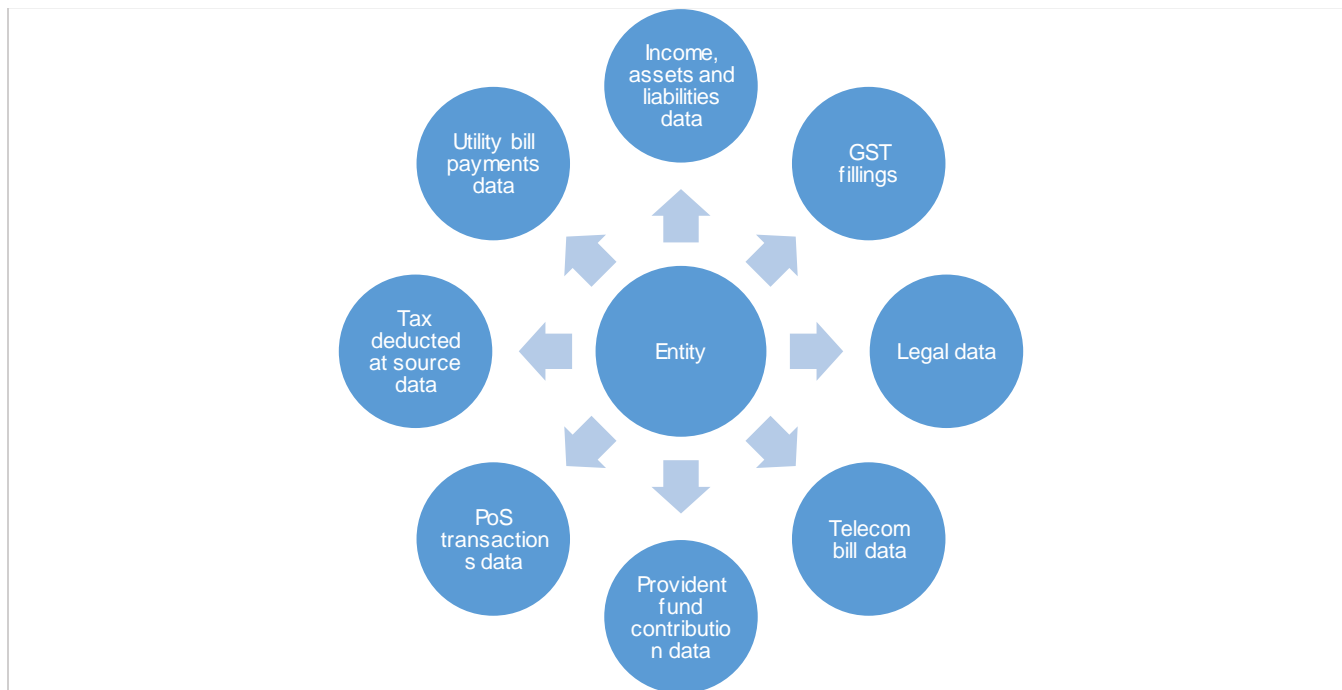 Income,
assets and
liabilities
data
GST
fillings
Legal data
Telecom
bill data
Provident
fund
contributio
n data
PoS
transaction
s data
Tax
deducted
at source
data
Utility bill
payments
data
Entity